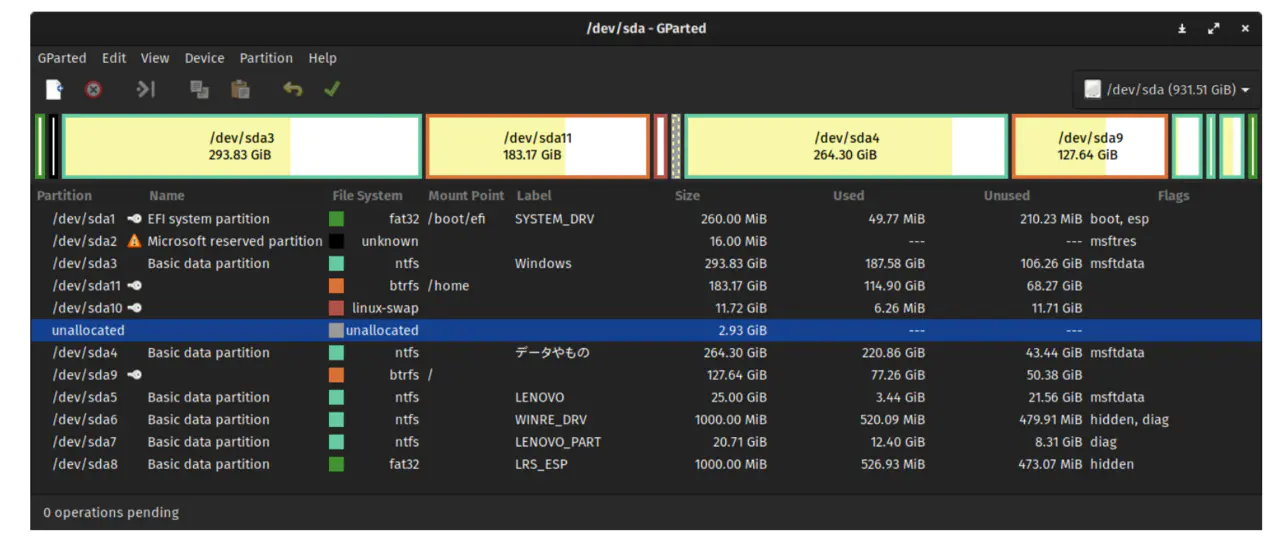 /dev/sda - GParted
GParted Edit View Device Partition Help
/dev/sda (931.51 GiB)
/dev/sda3 /dev/sda11 /dev/sda4 /dev/sda9
293.83 GiB 183.17 GiB 264.30 GiB 127.64 GiB
Partition Name File System Mount Point Label Size Used Unused Flags
/dev/sda1 EFI system partition fat32 /boot/efi SYSTEM_DRV 260.00 MiB 49.77 MiB 210.23 MiB boot, esp
/dev/sda2 Microsoft reserved partition unknown 16.00 MiB --- --- msftres
/dev/sda3 Basic data partition ntfs Windows 293.83 GiB 187.58 GiB 106.26 GiB msftdata
/dev/sda11 btrfs /home 183.17 GiB 114.90 GiB 68.27 GiB
/dev/sda10 linux-swap 11.72 GiB 6.26 MiB 11.71 GiB
unallocated unallocated 2.93 GiB --- ---
/dev/sda4 Basic data partition ntfs データやもの 264.30 GiB 220.86 GiB 43.44 GiB msftdata
/dev/sda9 btrfs / 127.64 GiB 77.26 GiB 50.38 GiB
/dev/sda5 Basic data partition ntfs LENOVO 25.00 GiB 3.44 GiB 21.56 GiB msftdata
/dev/sda6 Basic data partition ntfs WINRE_DRV 1000.00 MiB 520.09 MiB 479.91 MiB hidden, diag
/dev/sda7 Basic data partition ntfs LENOVO_PART 20.71 GiB 12.40 GiB 8.31 GiB diag
/dev/sda8 Basic data partition fat32 LRS_ESP 1000.00 MiB 526.93 MiB 473.07 MiB hidden
0 operations pending